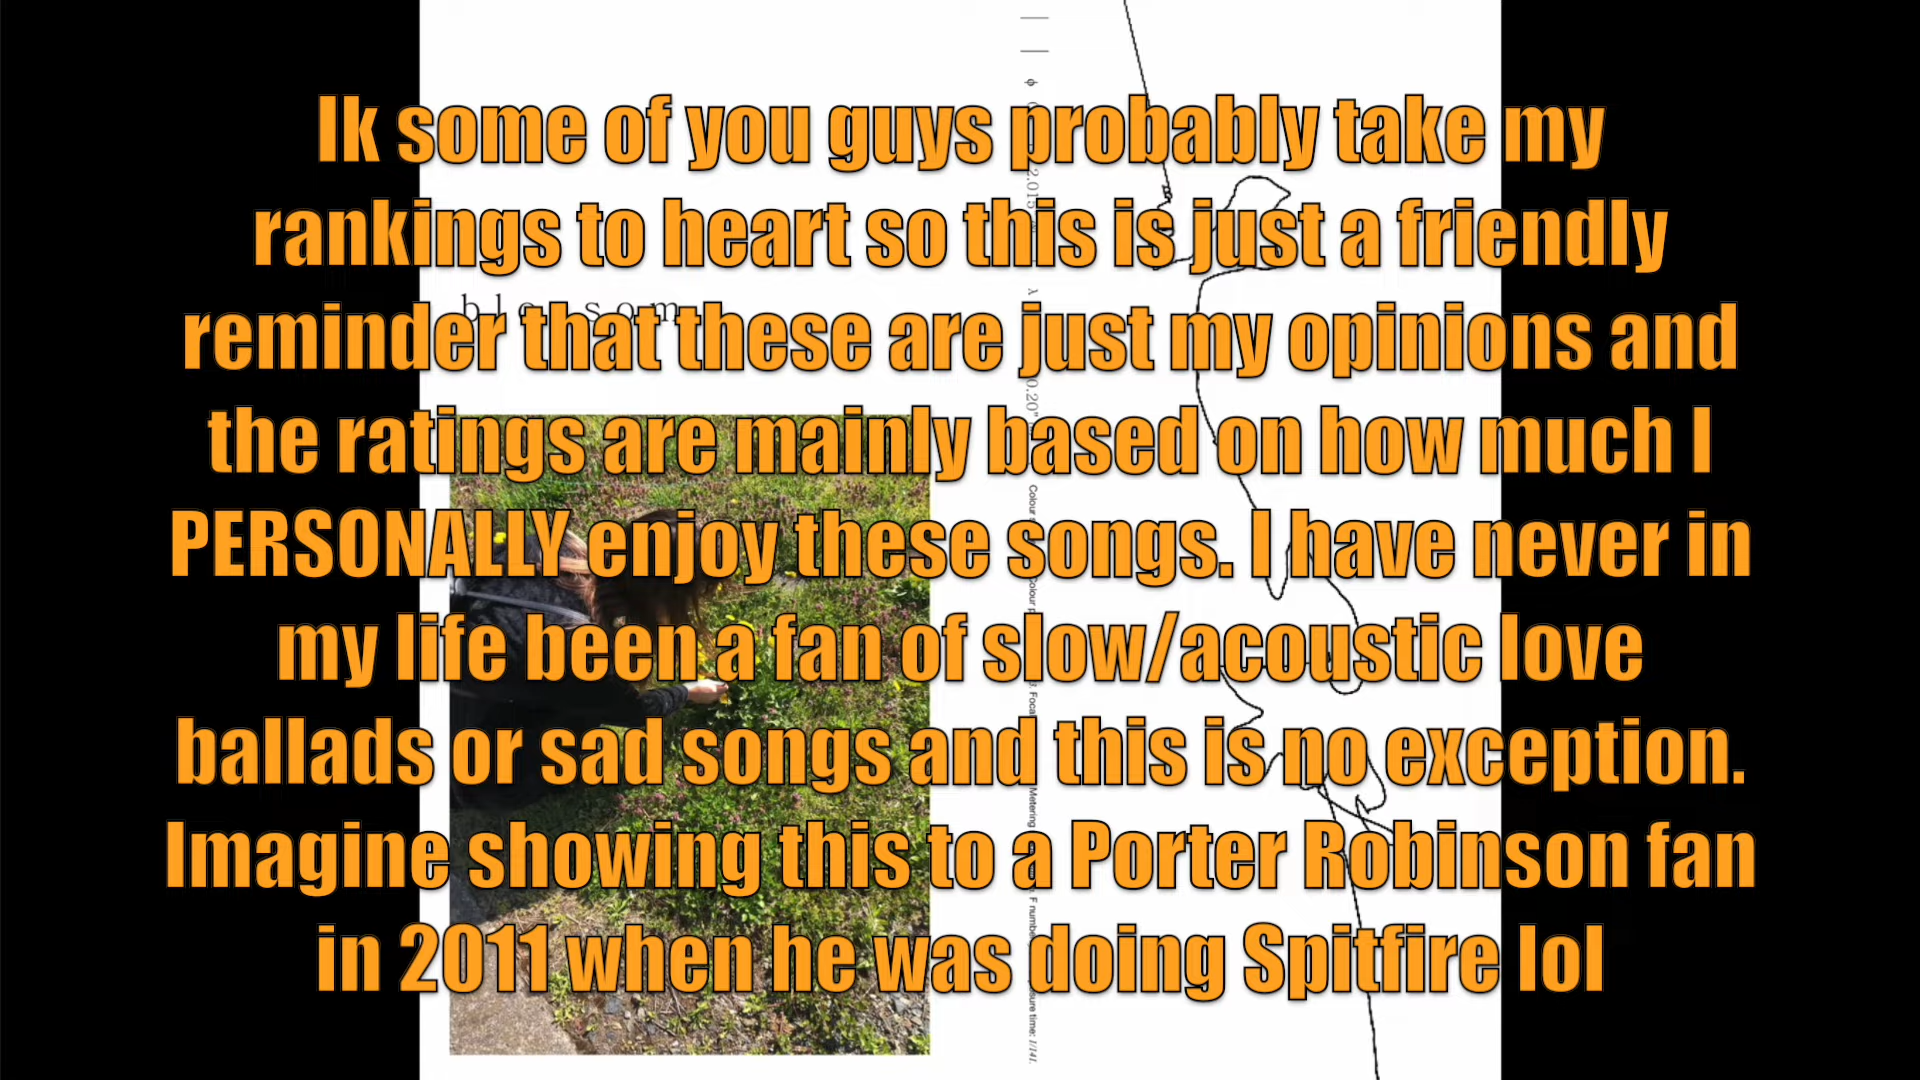 Ik some of you guys probably take my
rankings to heart so this is just a friendly
reminder that these are just my opinions and
the ratings are mainly based on how much I
PERSONALLY enjoy these songs. I have never in
my life been a fan of slow/acoustic love
ballads or sad songs and this is no exception.
Imagine showing this to a Porter Robinson fan
in 2011 when he was doing Spitfire lol
Colour
Metering
F number